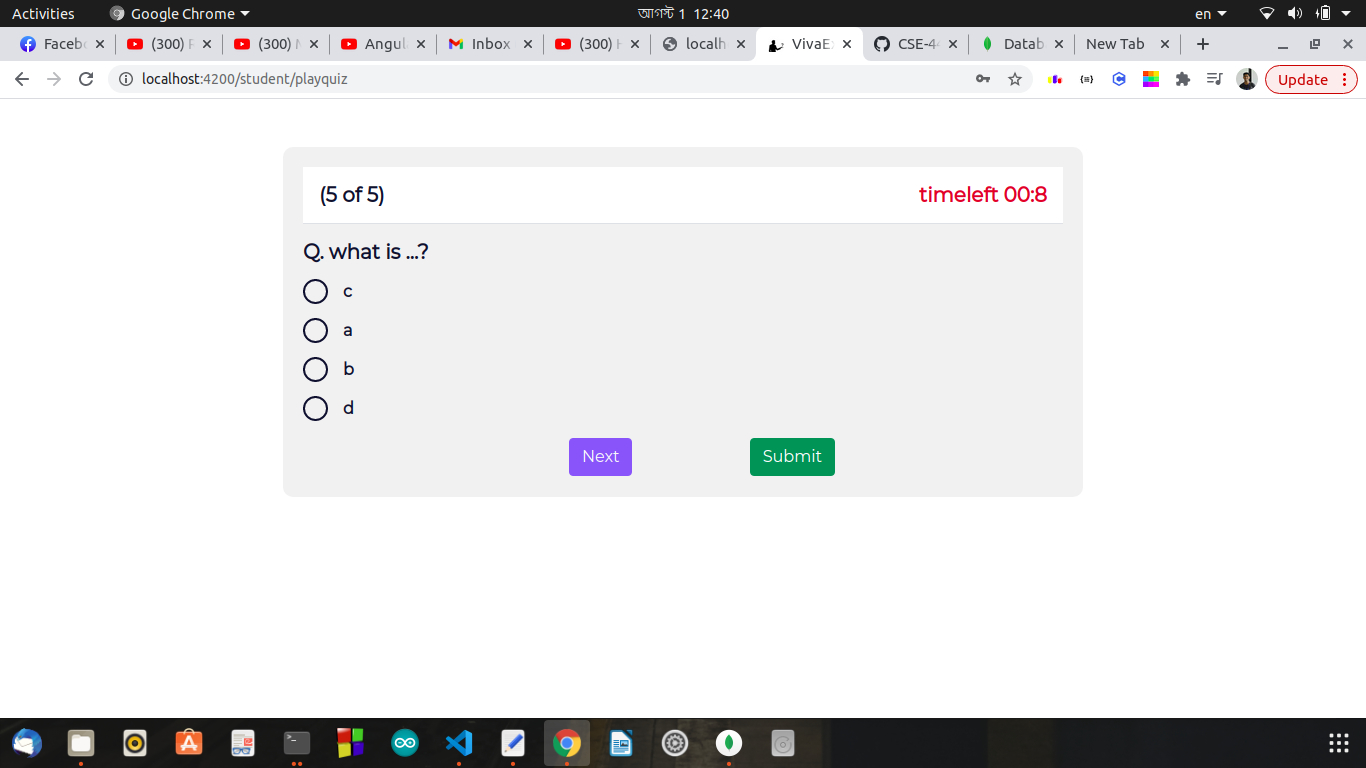 Activities Google Chrome আগস্ট 1 12:40 en
Faceb (300) (300) Angul Inbox (300) localh VivaE CSE-4 Datab New Tab
localhost:4200/student/playquiz Update
(5 of 5) timeleft 00:8
Q. what is ...?
c
a
b
d
Next Submit